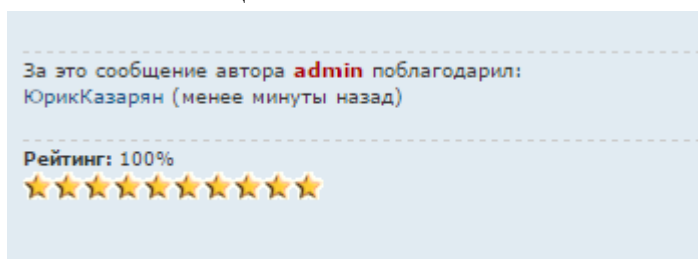 За это сообщение автора admin поблагодарил:
ЮрикКазарян (менее минуты назад)
Рейтинг: 100%